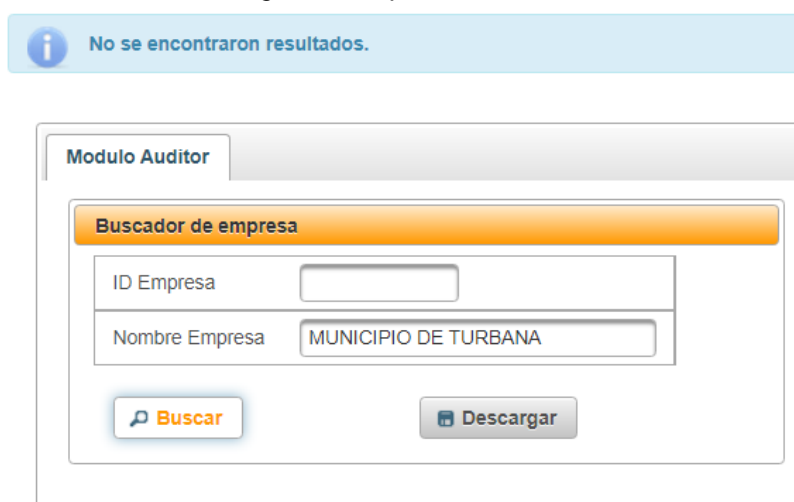 No se encontraron resultados.
Modulo Auditor
Buscador de empresa
ID Empresa
Nombre Empresa MUNICIPIO DE TURBANA
Buscar Descargar